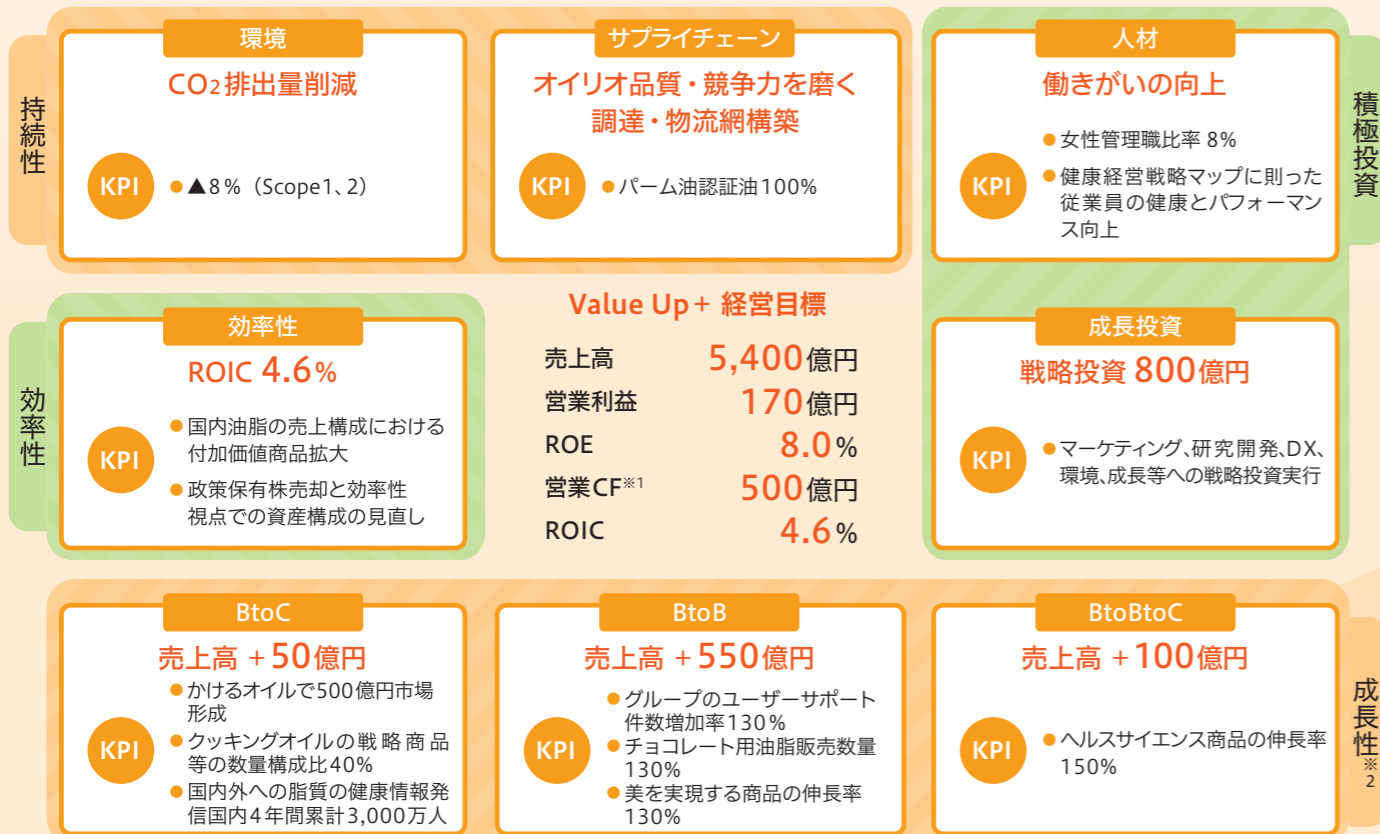 持続性
環境
CO2排出量削減
KPI
●▲8％（Scope1、2）
サプライチェーン
オイリオ品質・競争力を磨く
調達・物流網構築
KPI
●パーム油認証油100%
積極投資
人材
働きがいの向上
KPI
●女性管理職比率 8%
●健康経営戦略マップに則った
従業員の健康とパフォーマン
ス向上
効率性
効率性
ROIC 4.6%
KPI
●国内油脂の売上構成における
付加価値商品拡大
●政策保有株売却と効率性
視点での資産構成の見直し
Value Up+ 経営目標
売上高 5,400億円
営業利益 170億円
ROE 8.0%
営業CF※1 500億円
ROIC 4.6%
成長投資
戦略投資 800億円
KPI
●マーケティング、研究開発、DX、
環境、成長等への戦略投資実行
BtoC
売上高 +50億円
KPI
●かけるオイルで500億円市場
形成
●クッキングオイルの戦略商品
等の数量構成比40%
●国内外への脂質の健康情報発
信国内4年間累計3,000万人
BtoB
売上高 +550億円
KPI
●グループのユーザーサポート
件数増加率130%
●チョコレート用油脂販売数量
130%
●美を実現する商品の伸長率
130%
BtoBtoC
売上高 +100億円
KPI
●ヘルスサイエンス商品の伸長率
150%
成長性※2